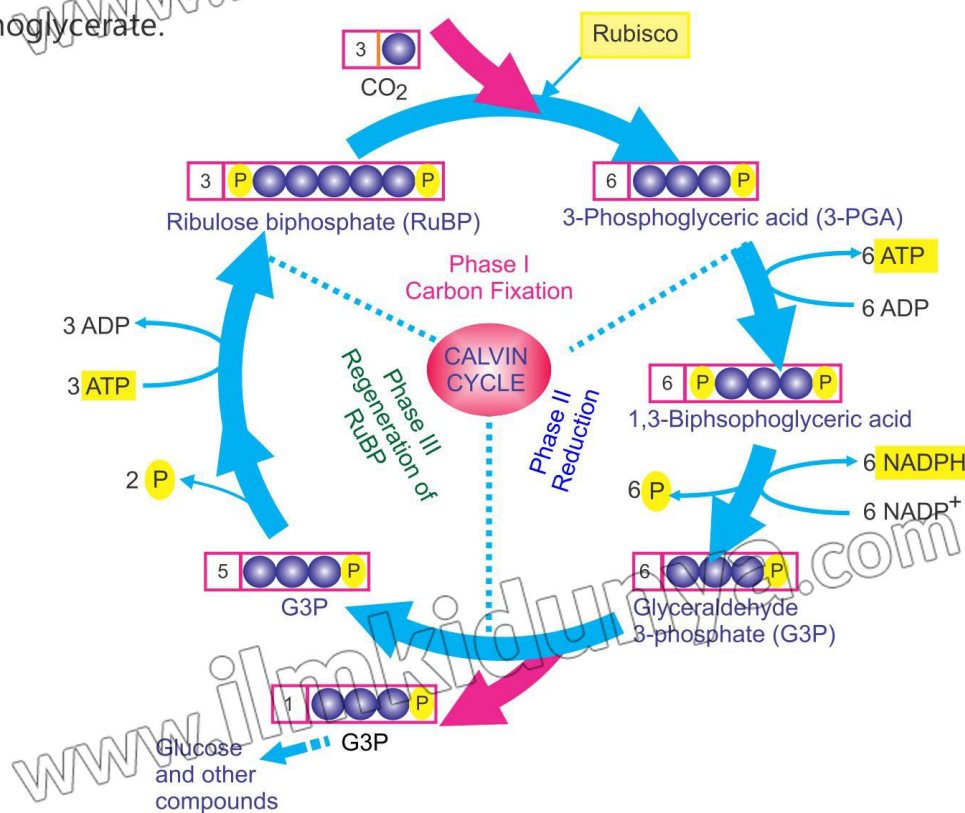 noglycerate.
3
CO2
Rubisco
3 P P
Ribulose biphosphate (RuBP)
6 P
3-Phosphoglyceric acid (3-PGA)
Phase I
Carbon Fixation
6 ATP
6 ADP
3 ADP
3 ATP
CALVIN
CYCLE
Phase III
Regeneration of
RuBP
Phase II
Reduction
6 P P
1,3-Biphsophoglyceric acid
2 P
6 P
6 NADPH
6 NADP+
5 P
G3P
6 P
Glyceraldehyde
3-phosphate (G3P)
1 P
G3P
Glucose
and other
compounds
www.ilmkidunya.com